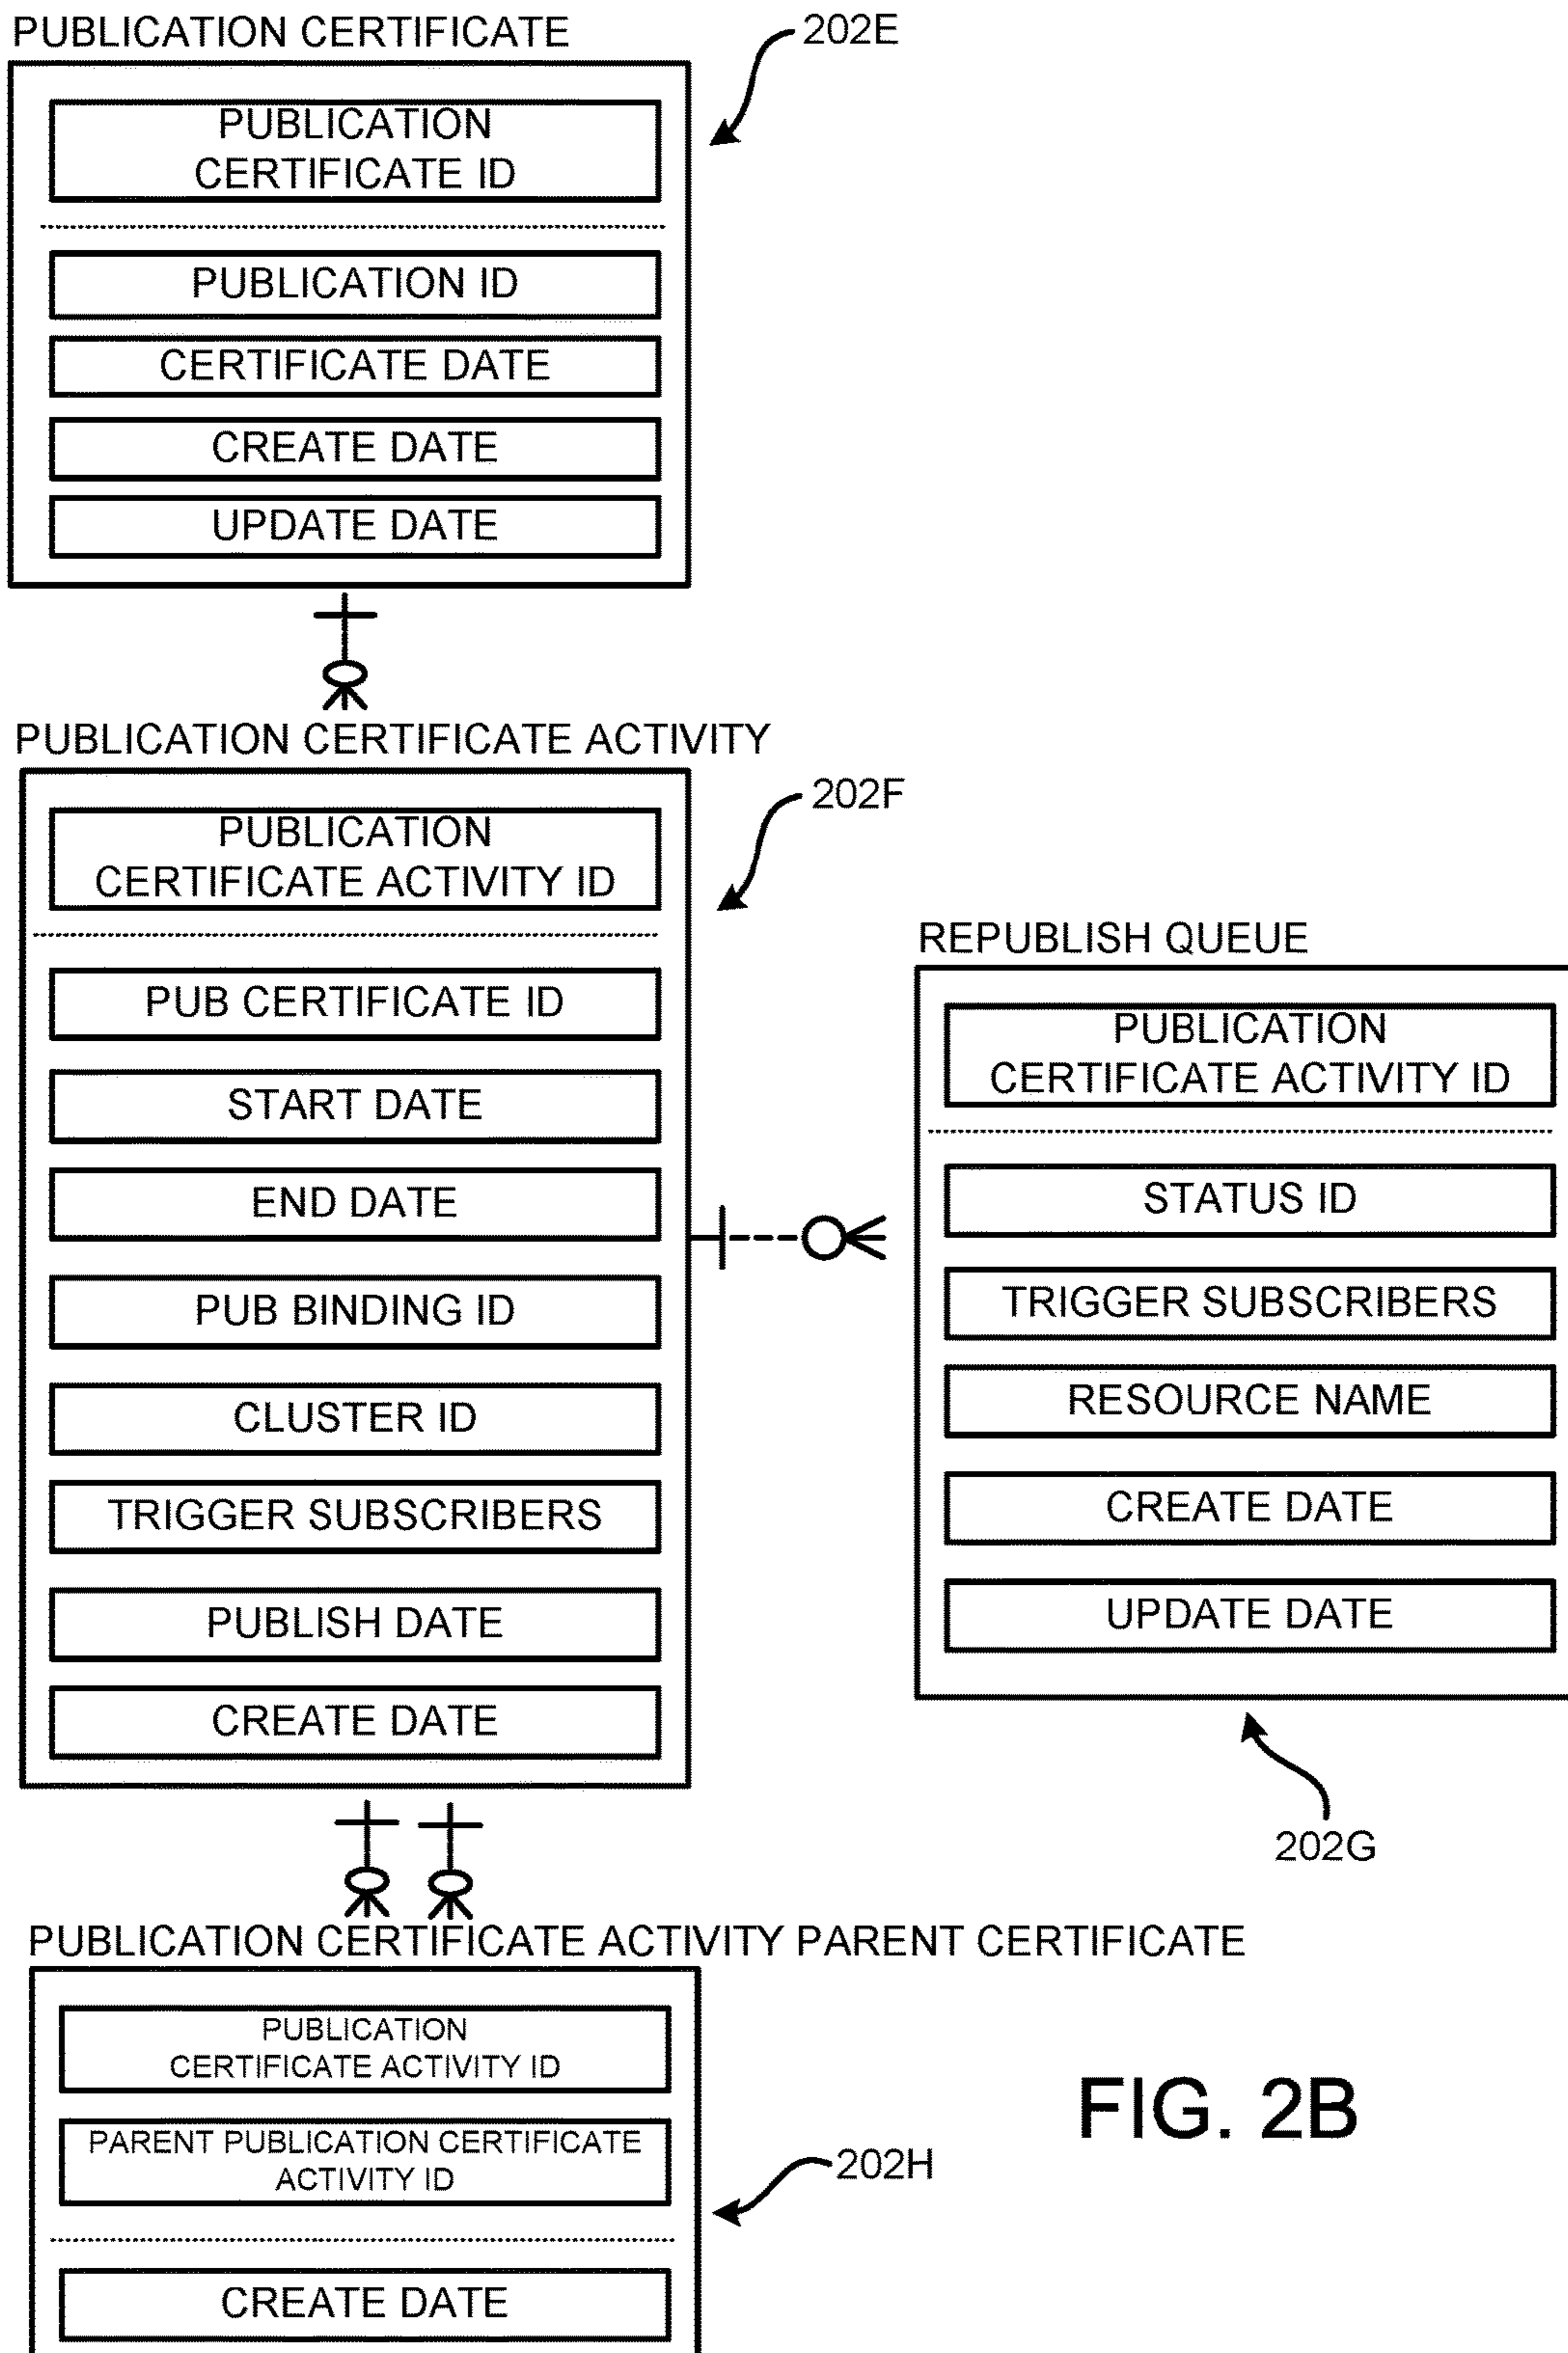 PUBLICATION CERTIFICATE
202E
PUBLICATION
CERTIFICATE ID
PUBLICATION ID
CERTIFICATE DATE
CREATE DATE
UPDATE DATE
PUBLICATION CERTIFICATE ACTIVITY
202F
PUBLICATION
CERTIFICATE ACTIVITY ID
PUB CERTIFICATE ID
START DATE
END DATE
PUB BINDING ID
CLUSTER ID
TRIGGER SUBSCRIBERS
PUBLISH DATE
CREATE DATE
REPUBLISH QUEUE
PUBLICATION
CERTIFICATE ACTIVITY ID
STATUS ID
TRIGGER SUBSCRIBERS
RESOURCE NAME
CREATE DATE
UPDATE DATE
202G
PUBLICATION CERTIFICATE ACTIVITY PARENT CERTIFICATE
PUBLICATION
CERTIFICATE ACTIVITY ID
PARENT PUBLICATION CERTIFICATE
ACTIVITY ID
CREATE DATE
202H
FIG. 2B